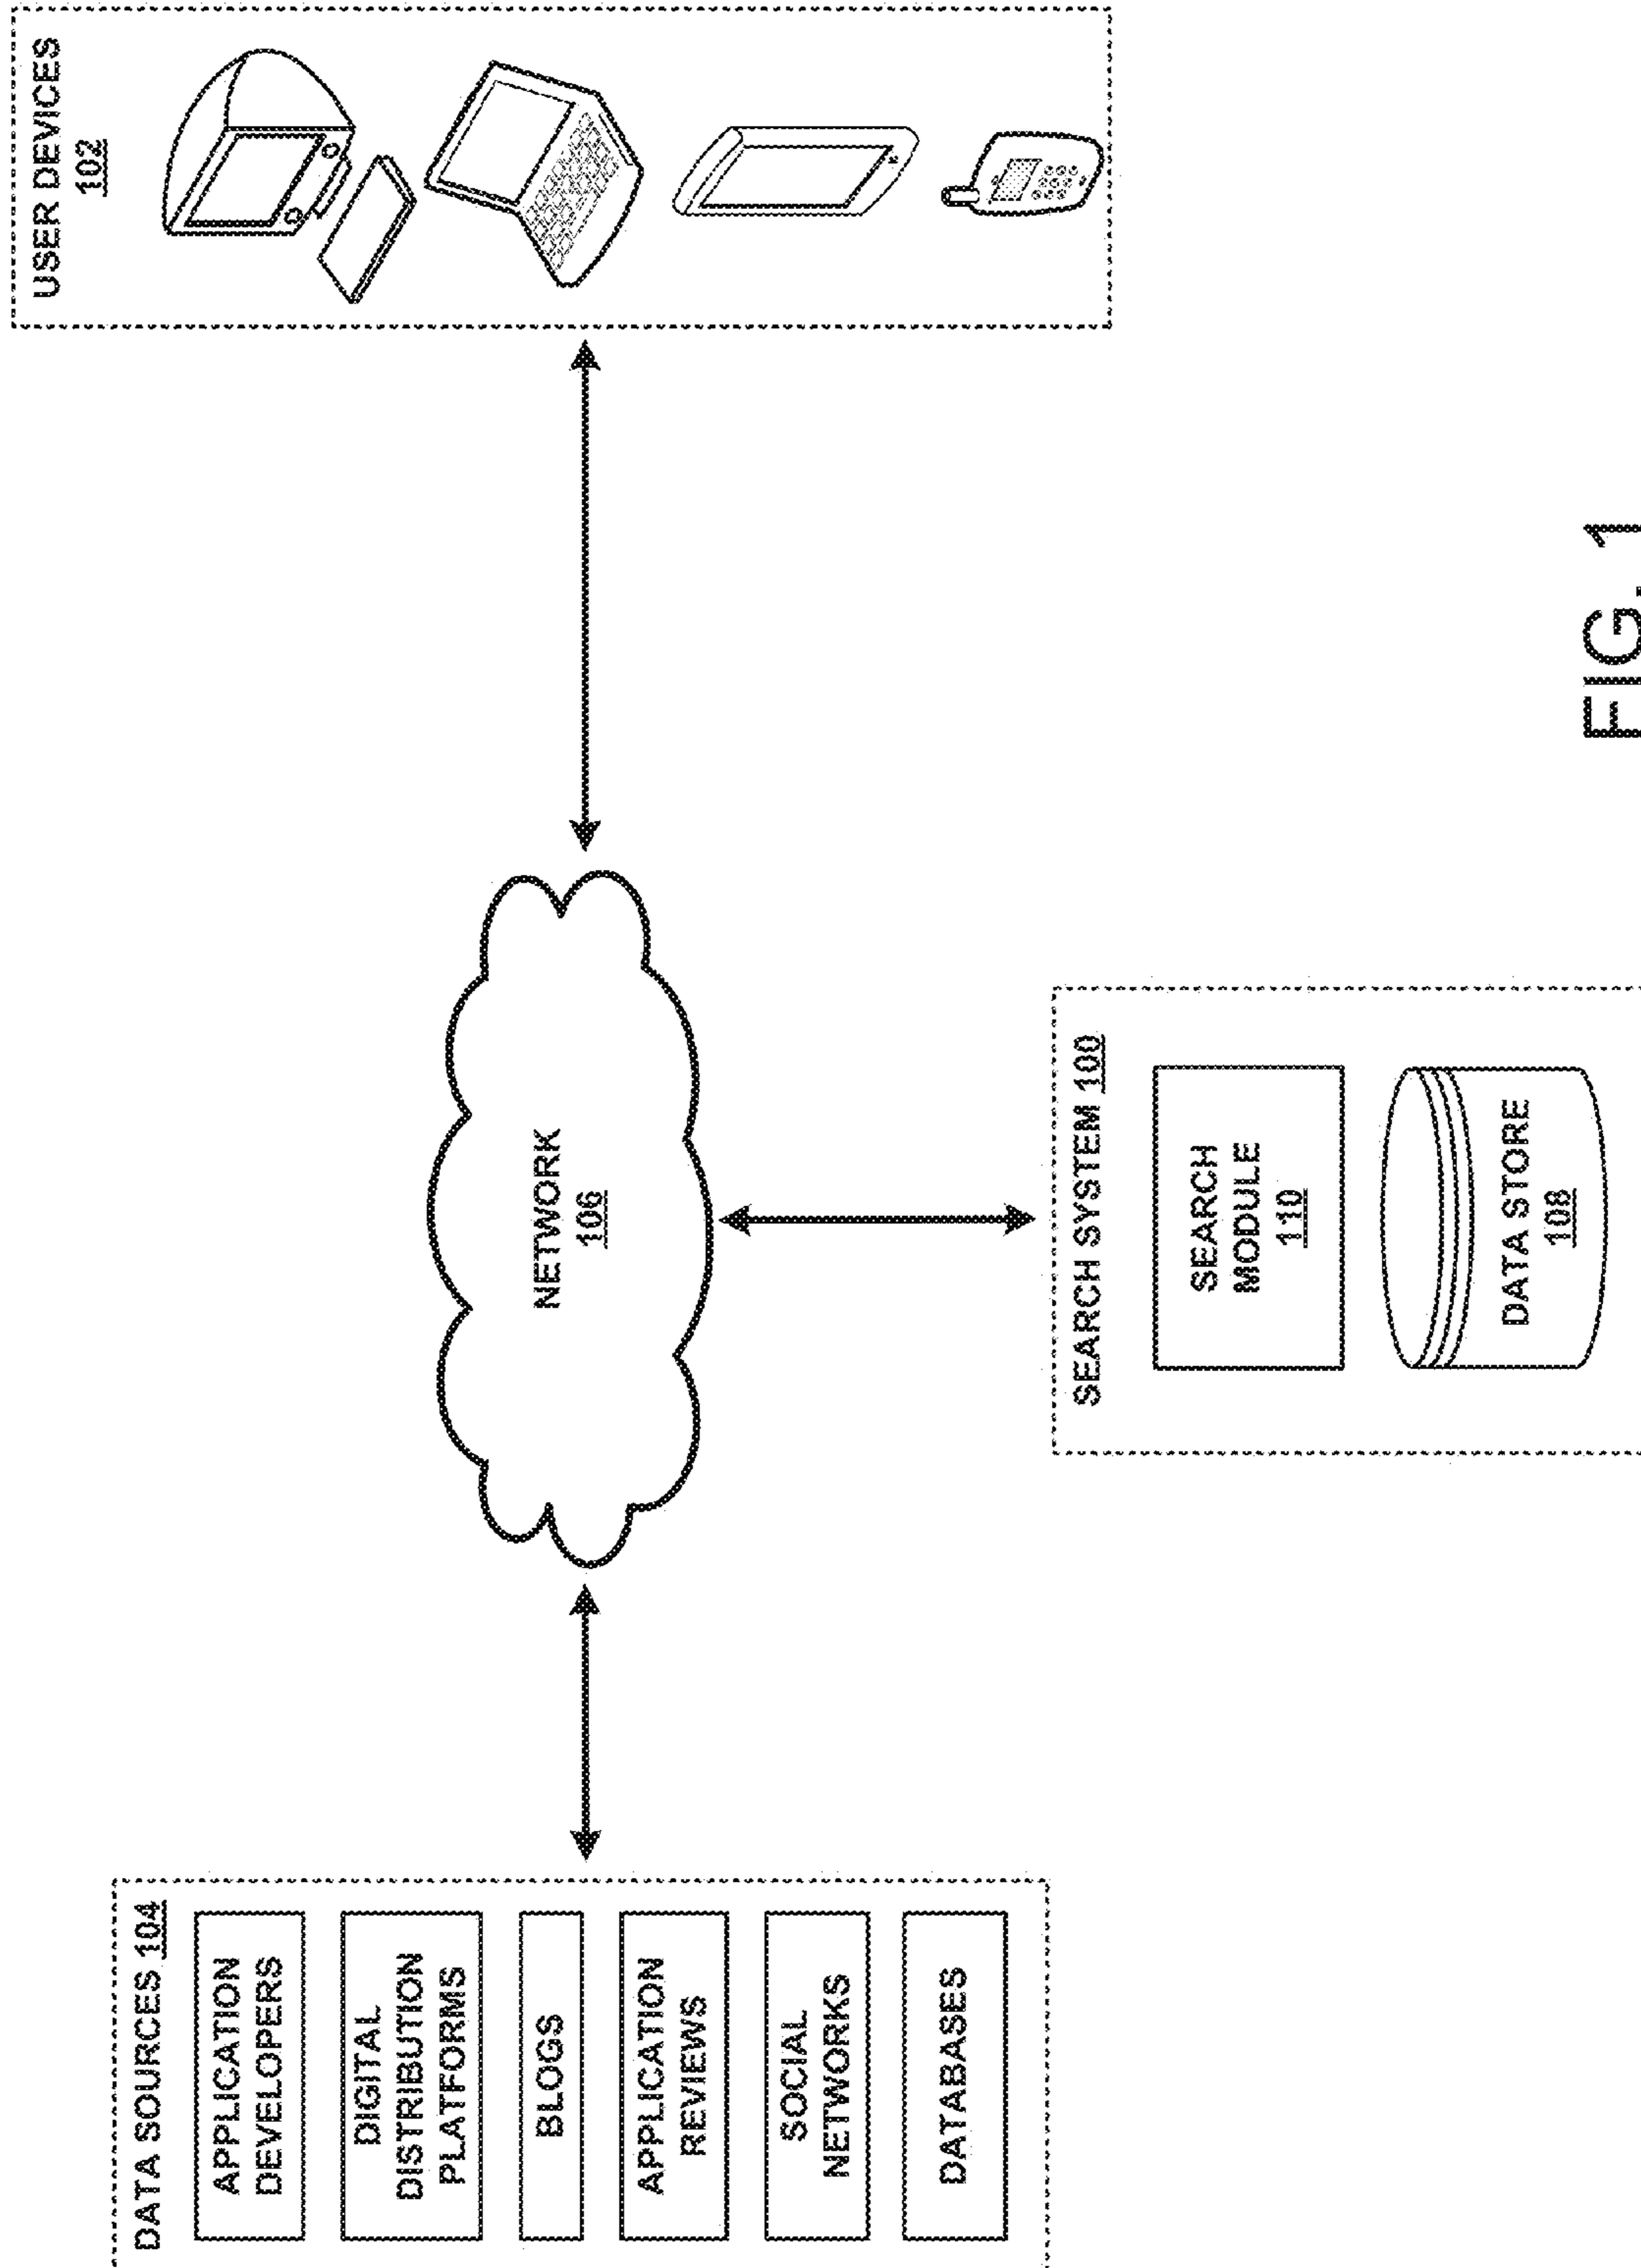 DATA SOURCES 104
APPLICATION
DEVELOPERS
DIGITAL
DISTRIBUTION
PLATFORMS
BLOGS
APPLICATION
REVIEWS
SOCIAL
NETWORKS
DATABASES
NETWORK
106
SEARCH SYSTEM 100
SEARCH
MODULE
110
DATA STORE
108
USER DEVICES
102
FIG. 1